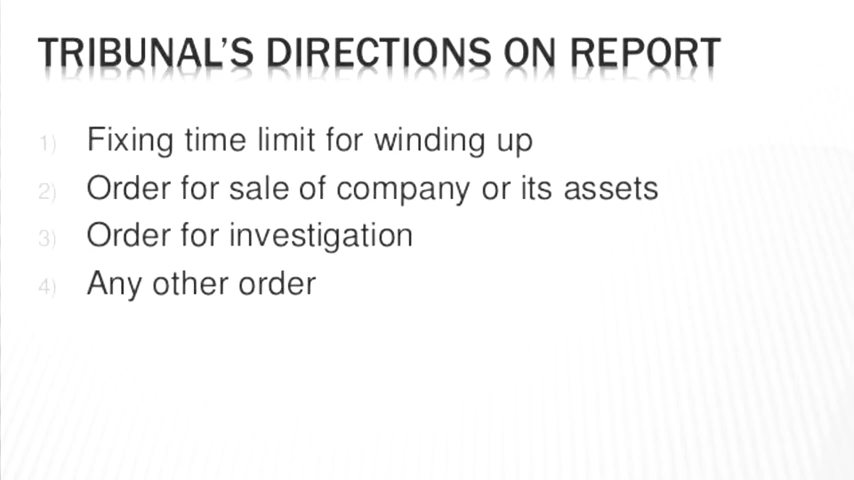 TRIBUNAL'S DIRECTIONS ON REPORT
1) Fixing time limit for winding up
2) Order for sale of company or its assets
3) Order for investigation
4) Any other order